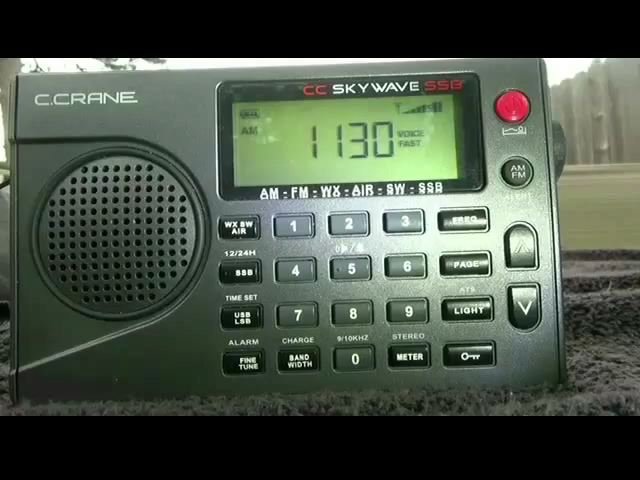 C.CRANE
CC SKYWAVE SSB
AM
1130
VOICE
FAST
AM - FM - WX - AIR - SW - SSB
AM
FM
WX SW
AIR
1
2
3
FREQ
12/24H
SSB
4
5
6
PAGE
TIME SET
ATS
USB
LSB
7
8
9
LIGHT
ALARM
CHARGE
9/10KHZ
STEREO
FINE
TUNE
BAND
WIDTH
0
METER